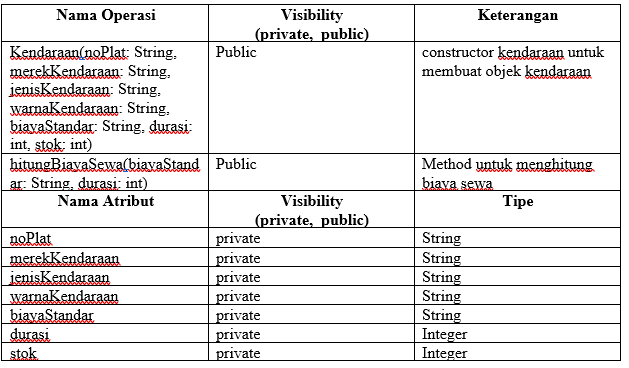 Nama Operasi Visibility Keterangan
(private, public)
Kendaraan(noPlat: String, Public constructor kendaraan untuk
merekKendaraan: String, membuat objek kendaraan
jenisKendaraan: String,
warnaKendaraan: String,
biayaStandar: String, durasi:
int, stok: int)
hitungBiayaSewa(biayaStand Public Method untuk menghitung
ar: String, durasi: int) biaya sewa
Nama Atribut Visibility Tipe
(private, public)
noPlat private String
merekKendaraan private String
jenisKendaraan private String
warnaKendaraan private String
biayaStandar private String
durasi private Integer
stok private Integer